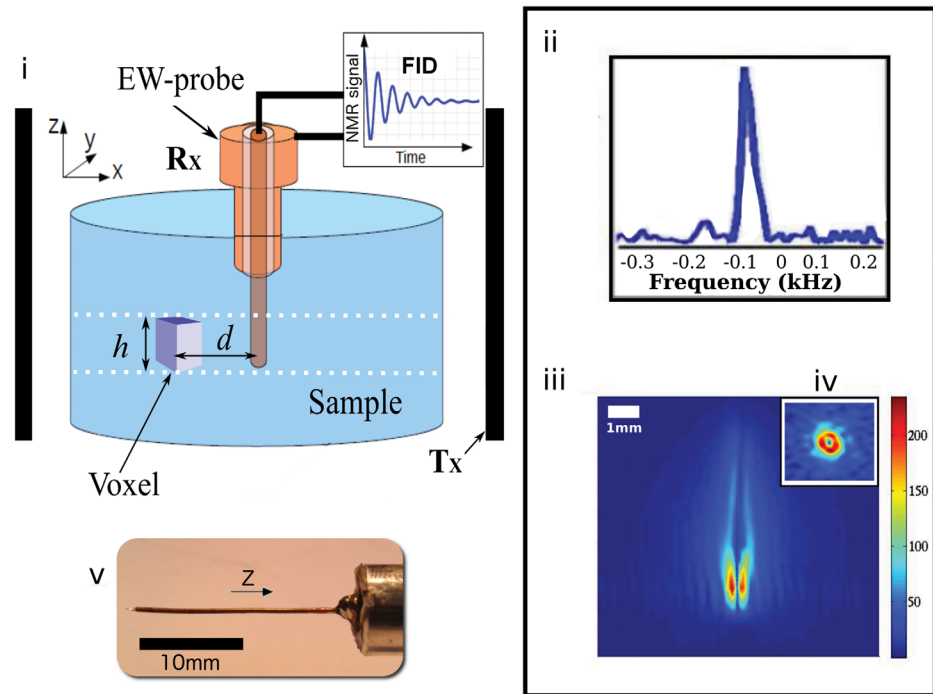 i
EW-probe
FID
NMR signal
Time
z
y
x
Rx
h
d
Sample
Voxel
Tx
v
Z
10mm
ii
-0.3 -0.2 -0.1 0 0.1 0.2
Frequency (kHz)
iii
iv
1mm
200
150
100
50